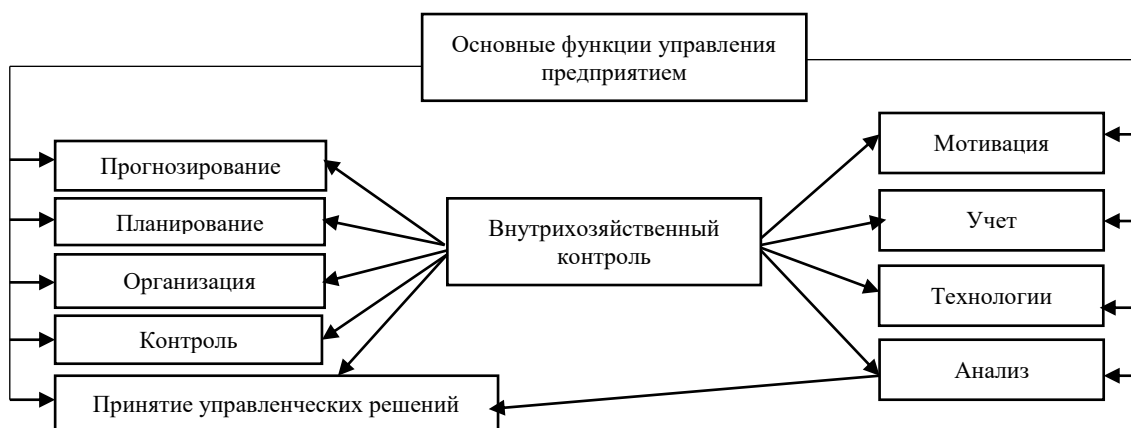 Основные функции управления
предприятием
Прогнозирование
Планирование
Организация
Контроль
Принятие управленческих решений
Внутрихозяйственный
контроль
Мотивация
Учет
Технологии
Анализ